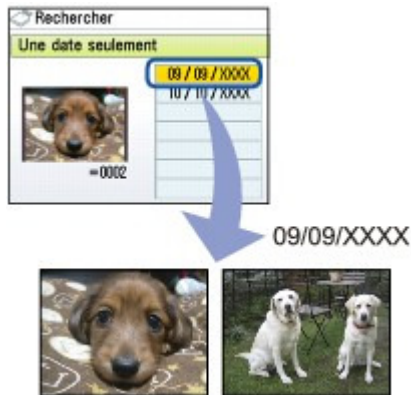 Rechercher
Une date seulement
09/09/XXXX
10/10/XXXX
=0002
09/09/XXXX